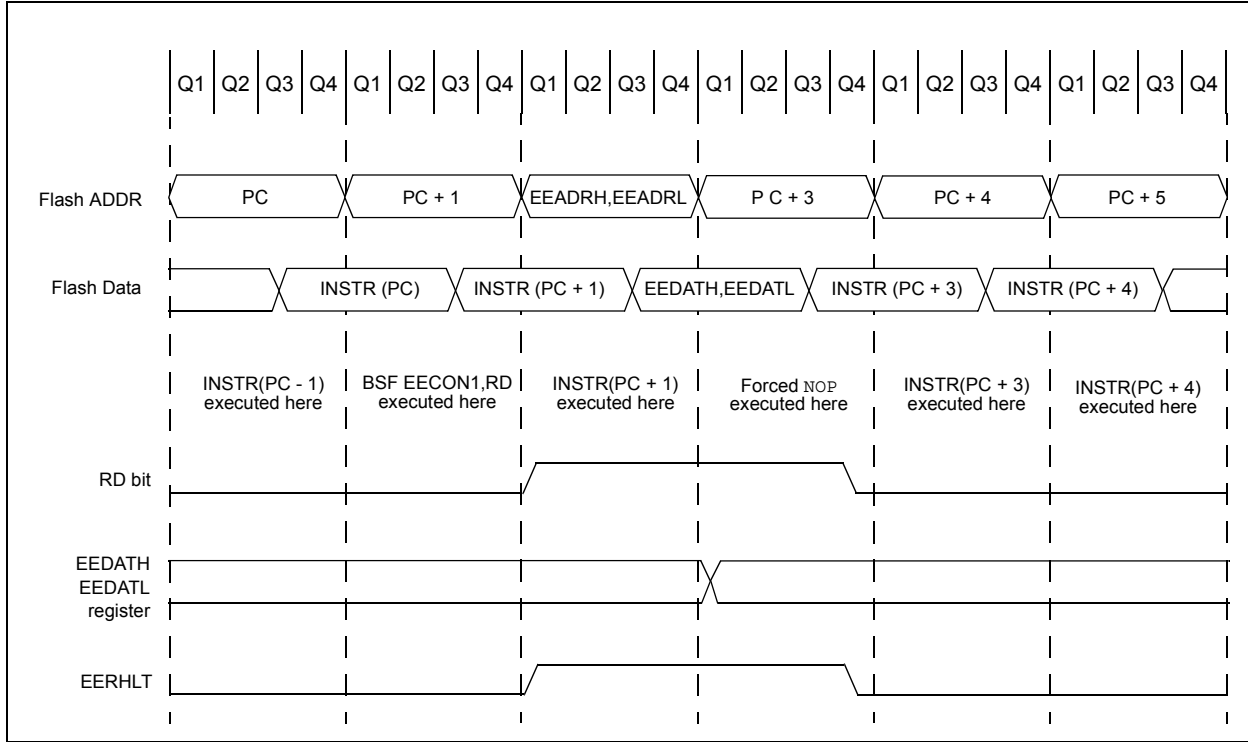 Q1 Q2 Q3 Q4 Q1 Q2 Q3 Q4 Q1 Q2 Q3 Q4 Q1 Q2 Q3 Q4 Q1 Q2 Q3 Q4 Q1 Q2 Q3 Q4
Flash ADDR PC PC + 1 EEADRH,EEADRL P C + 3 PC + 4 PC + 5
Flash Data INSTR (PC) INSTR (PC + 1) EEDATH,EEDATL INSTR (PC + 3) INSTR (PC + 4)
INSTR(PC - 1) BSF EECON1,RD INSTR(PC + 1) Forced NOP INSTR(PC + 3) INSTR(PC + 4)
executed here executed here executed here executed here executed here executed here
RD bit
EEDATH
EEDATL
register
EERHLT